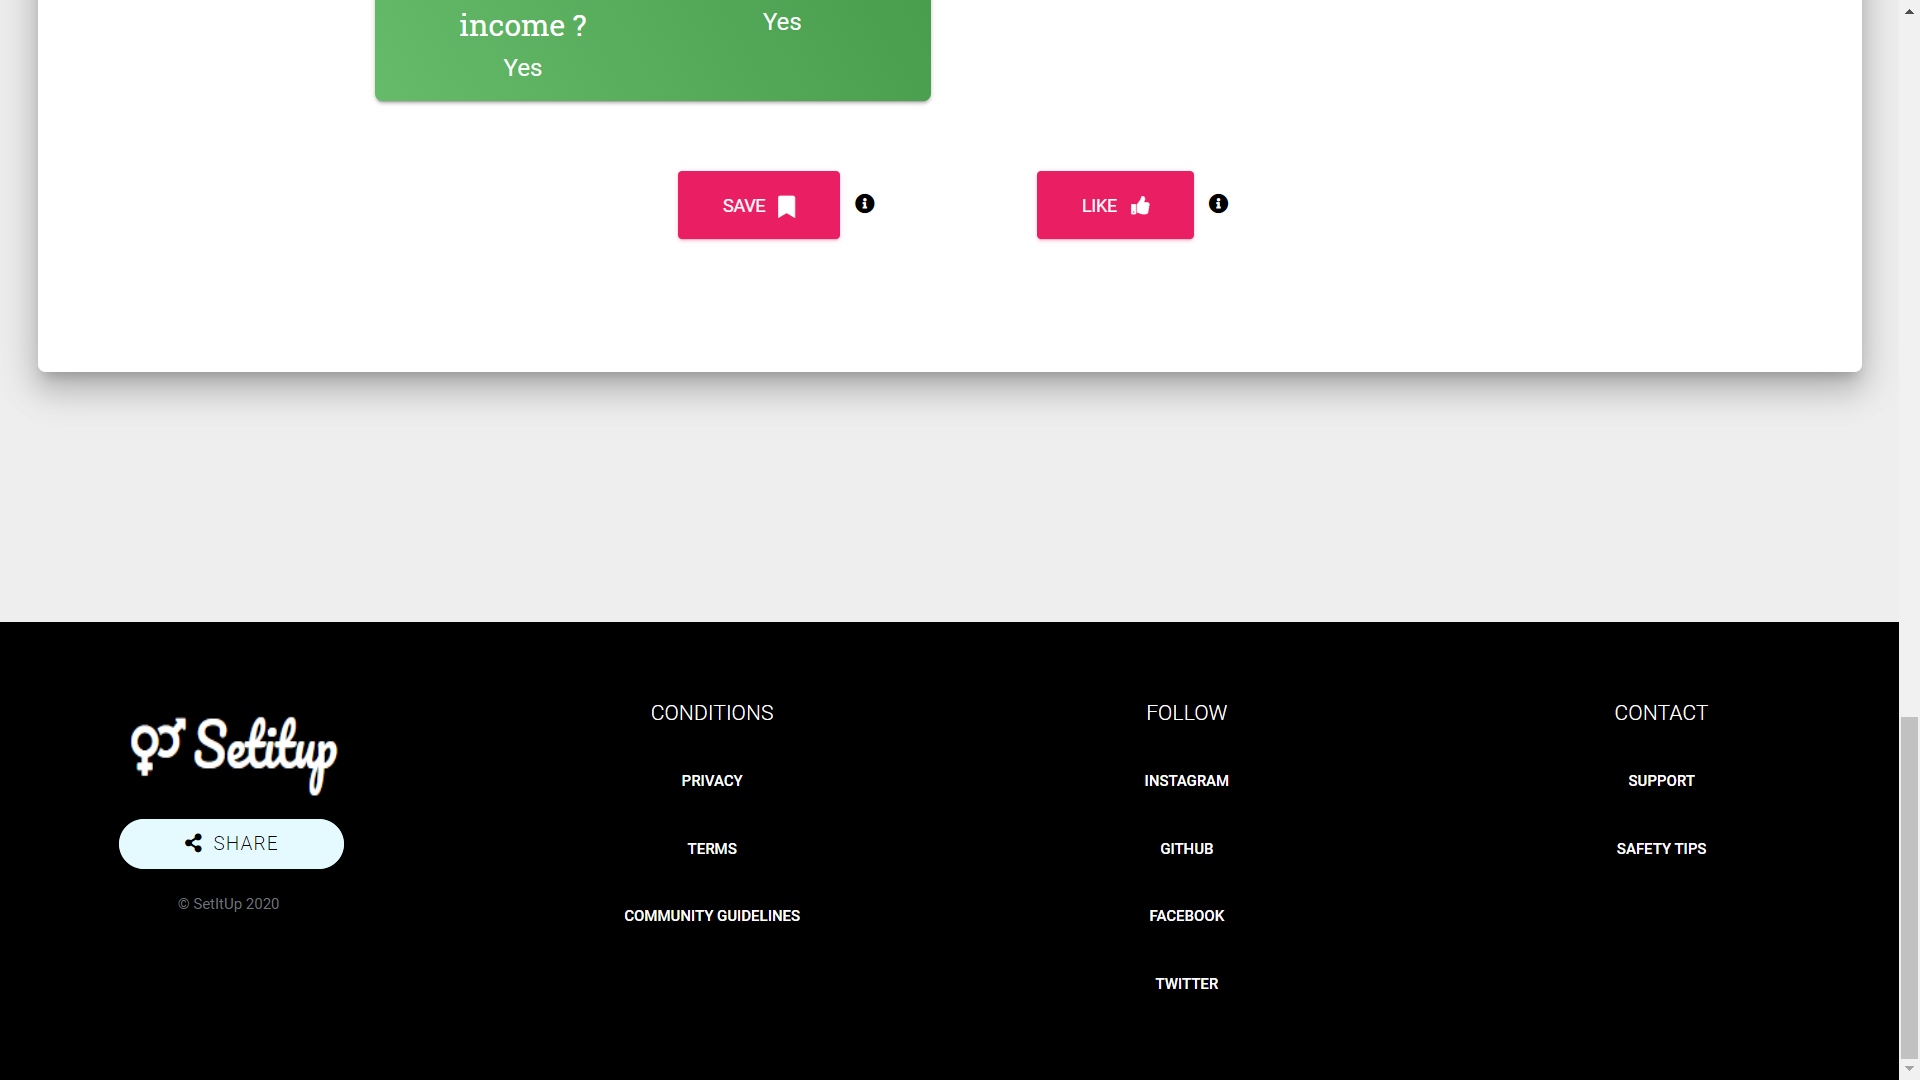 income ?
Yes
Yes
SAVE
LIKE
Setitup
SHARE
© SetItUp 2020
CONDITIONS
PRIVACY
TERMS
COMMUNITY GUIDELINES
FOLLOW
INSTAGRAM
GITHUB
FACEBOOK
TWITTER
CONTACT
SUPPORT
SAFETY TIPS